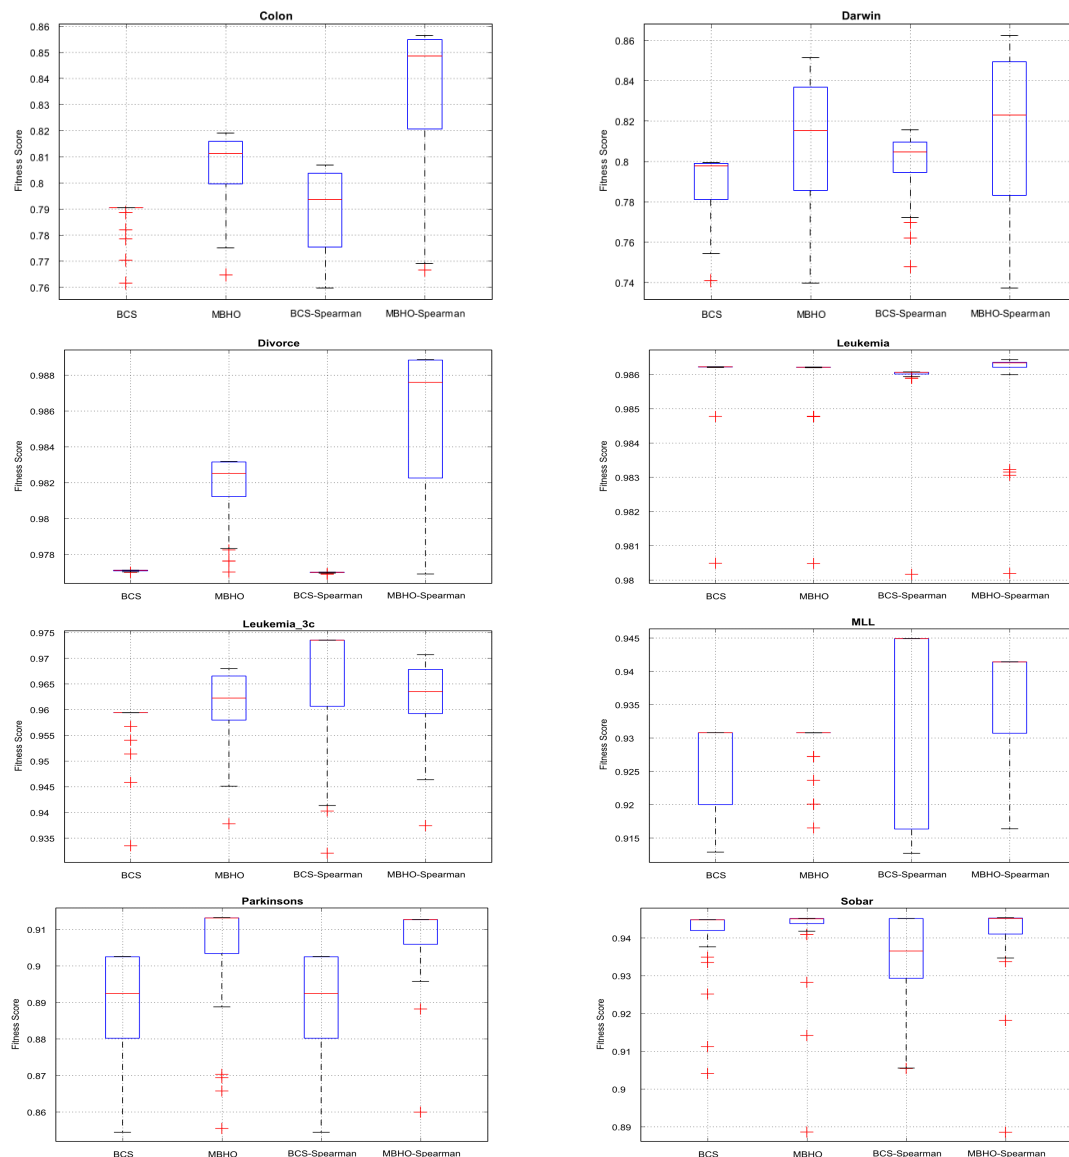 Colon
0.86
0.85
0.84
0.83
0.82
0.81
0.8
0.79
0.78
0.77
0.76
Fitness Score
BCS MBHO BCS-Spearman MBHO-Spearman
Darwin
0.86
0.84
0.82
0.8
0.78
0.76
0.74
Fitness Score
BCS MBHO BCS-Spearman MBHO-Spearman
Divorce
0.988
0.986
0.984
0.982
0.98
0.978
Fitness Score
BCS MBHO BCS-Spearman MBHO-Spearman
Leukemia
0.986
0.985
0.984
0.983
0.982
0.981
0.98
Fitness Score
BCS MBHO BCS-Spearman MBHO-Spearman
Leukemia_3c
0.975
0.97
0.965
0.96
0.955
0.95
0.945
0.94
0.935
Fitness Score
BCS MBHO BCS-Spearman MBHO-Spearman
MLL
0.945
0.94
0.935
0.93
0.925
0.92
0.915
Fitness Score
BCS MBHO BCS-Spearman MBHO-Spearman
Parkinsons
0.91
0.9
0.89
0.88
0.87
0.86
Fitness Score
BCS MBHO BCS-Spearman MBHO-Spearman
Sobar
0.94
0.93
0.92
0.91
0.9
0.89
Fitness Score
BCS MBHO BCS-Spearman MBHO-Spearman